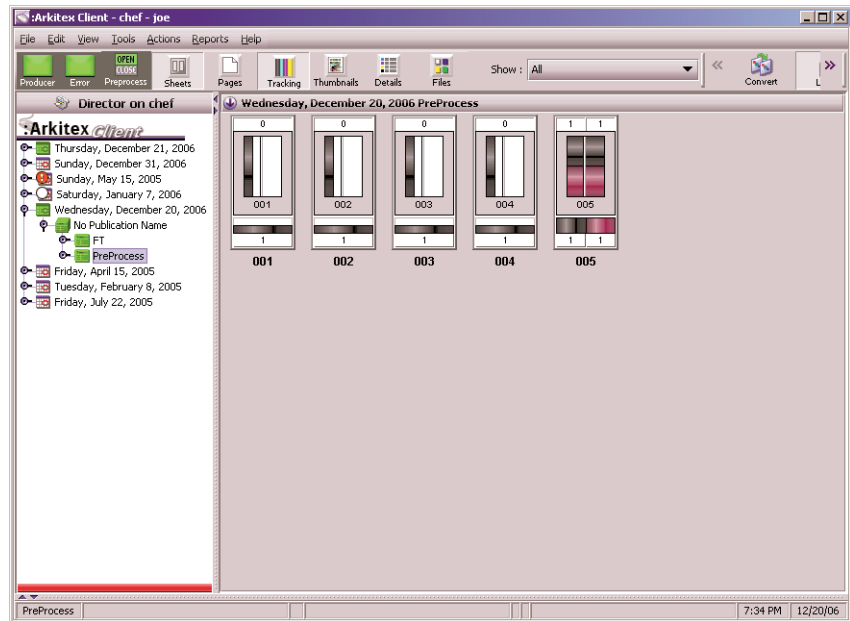 :Arkitex Client - chef - joe
File Edit View Tools Actions Reports Help
OPEN
CLOSE
Producer Error Preprocess Sheets Pages Tracking Thumbnails Details Files Show : All Convert L
Director on chef
Wednesday, December 20, 2006 PreProcess
:Arkitex Client
Thursday, December 21, 2006
Sunday, December 31, 2006
Sunday, May 15, 2005
Saturday, January 7, 2006
Wednesday, December 20, 2006
No Publication Name
FT
PreProcess
Friday, April 15, 2005
Tuesday, February 8, 2005
Friday, July 22, 2005
0 0 0 0 1 1
001 002 003 004 005
1 1 1 1 1 1
001 002 003 004 005
PreProcess 7:34 PM 12/20/06